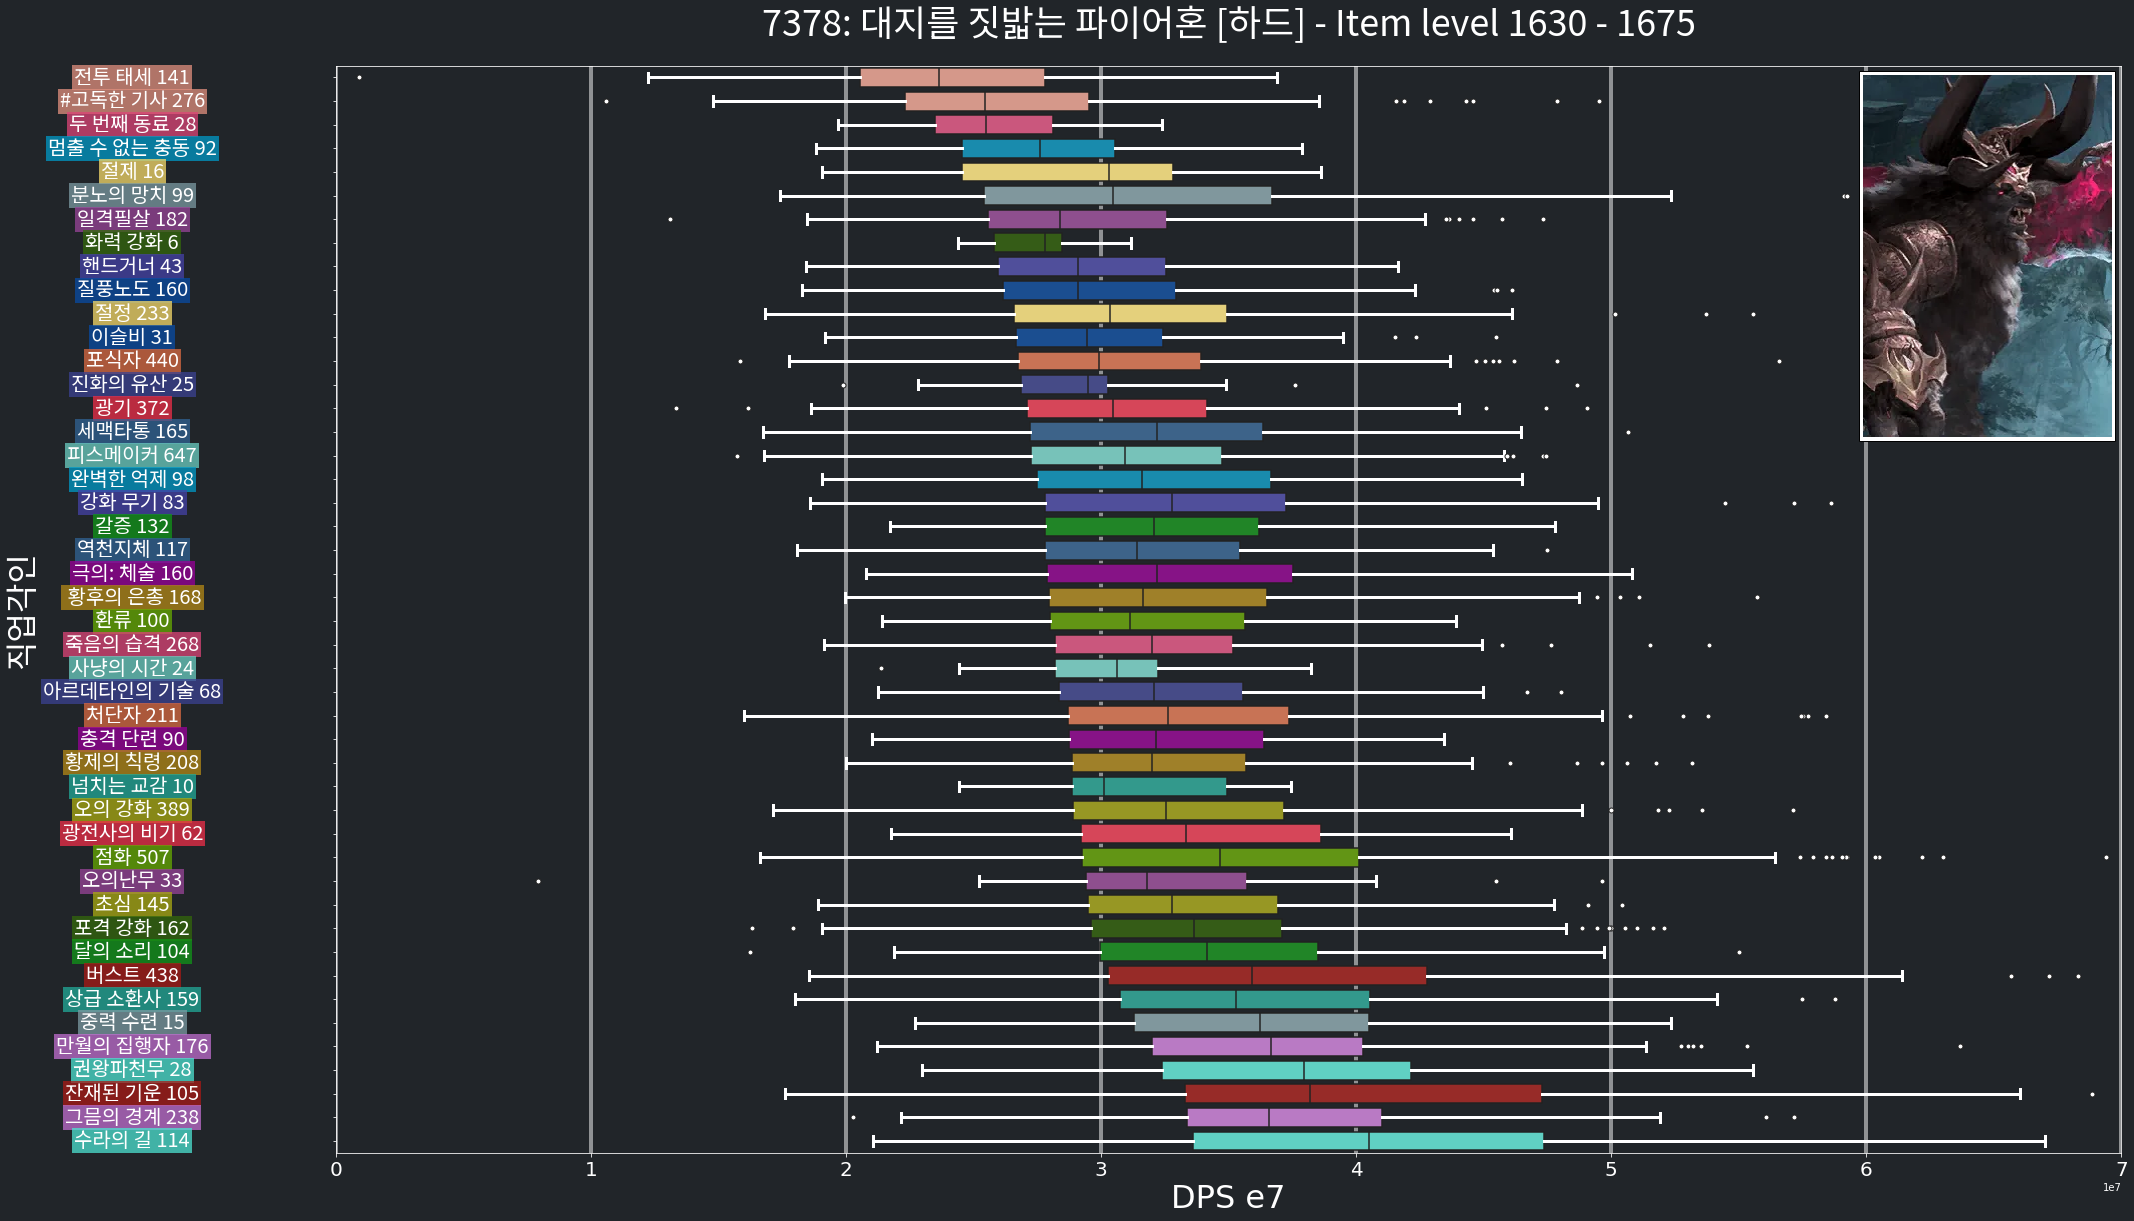 7378: 대지를 짓밟는 파이어혼 [하드] - Item level 1630 - 1675
전투 태세 141
#고독한 기사 276
두 번째 동료 28
멈출 수 없는 충동 92
절제 16
분노의 망치 99
일격필살 182
화력 강화 6
핸드거너 43
질풍노도 160
절정 233
이슬비 31
포식자 440
진화의 유산 25
광기 372
세맥타통 165
피스메이커 647
완벽한 억제 98
강화 무기 83
갈증 132
역천지체 117
극의: 체술 160
황후의 은총 168
환류 100
죽음의 습격 268
사냥의 시간 24
아르데타인의 기술 68
처단자 211
충격 단련 90
황제의 칙령 208
넘치는 교감 10
오의 강화 389
광전사의 비기 62
점화 507
오의난무 33
초심 145
포격 강화 162
달의 소리 104
버스트 438
상급 소환사 159
중력 수련 15
만월의 집행자 176
권왕파천무 28
잔재된 기운 105
그믐의 경계 238
수라의 길 114
직업각인
0 1 2 3 4 5 6 7
1e7
DPS e7